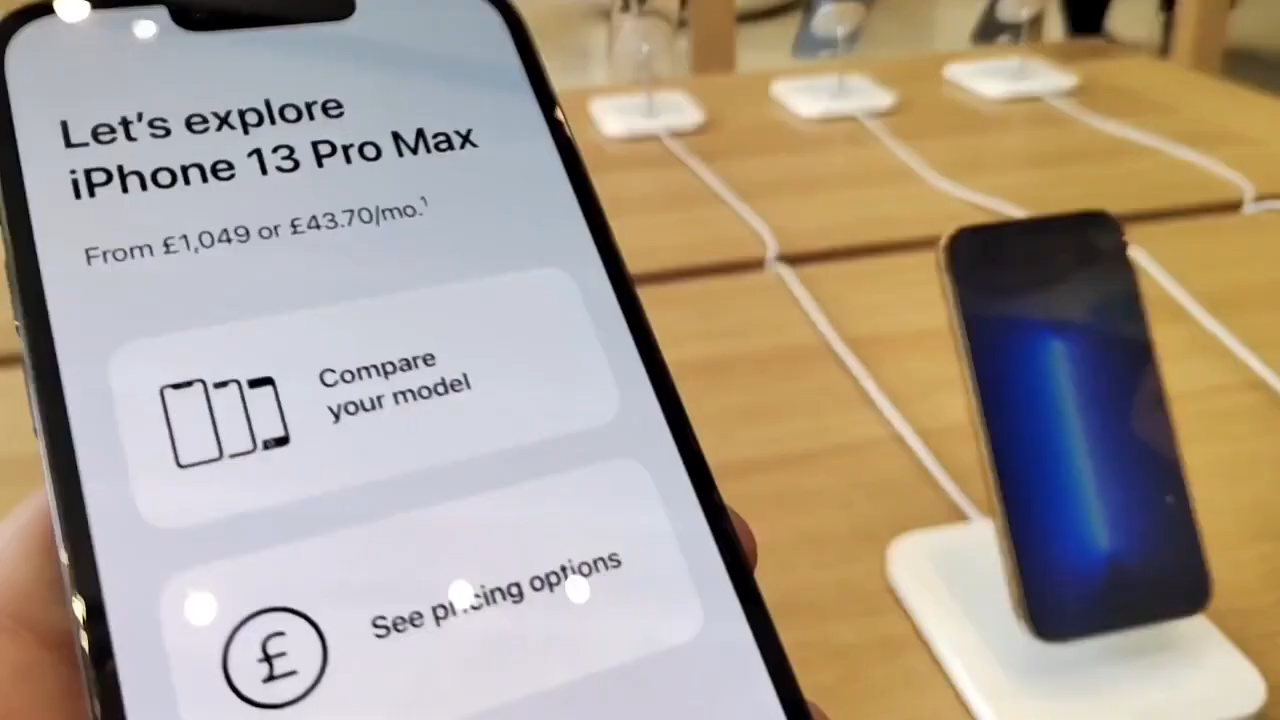 Let's explore
iPhone 13 Pro Max
From £1,049 or £43.70/mo.¹
Compare
your model
£
See pricing options